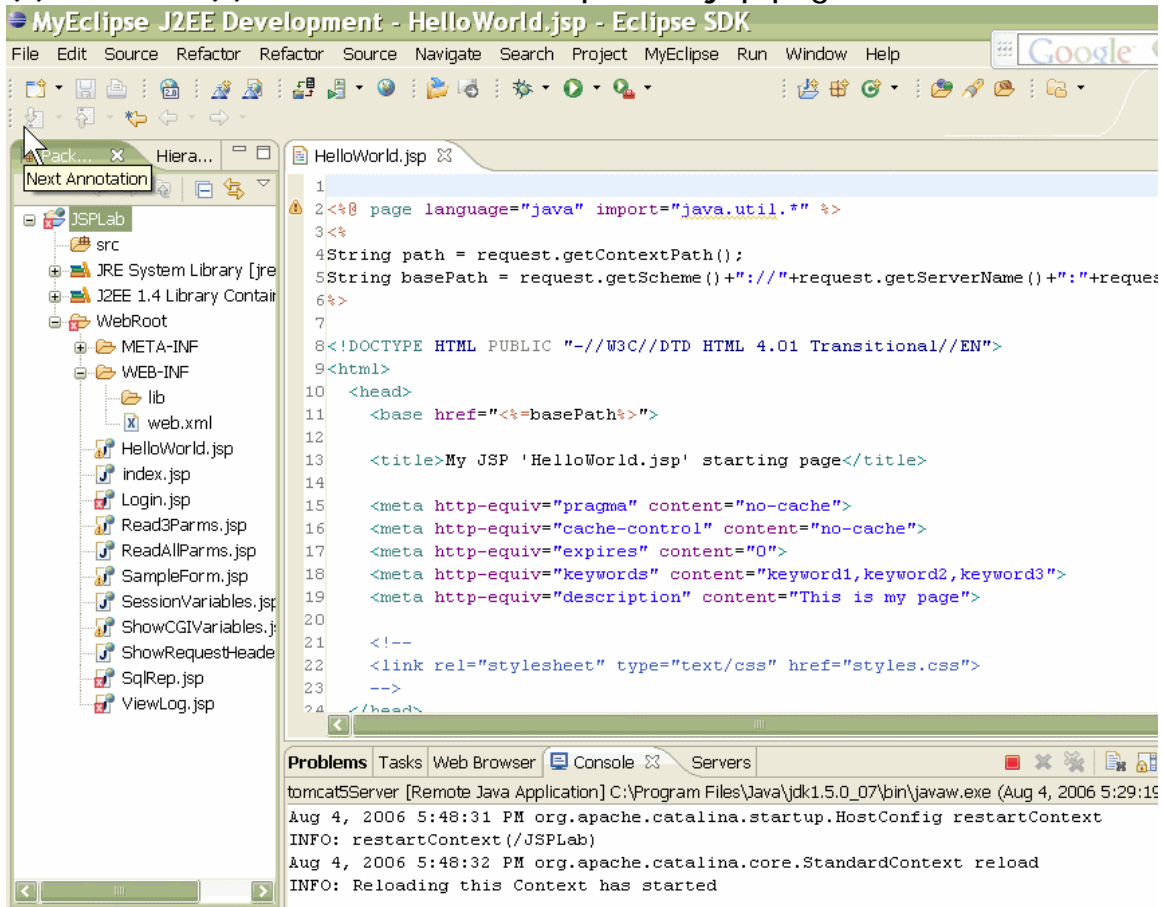 MyEclipse J2EE Development - HelloWorld.jsp - Eclipse SDK
File Edit Source Refactor Refactor Source Navigate Search Project MyEclipse Run Window Help
Google
Pack... Hiera...
HelloWorld.jsp
Next Annotation
JSPLab
src
JRE System Library [jre
J2EE 1.4 Library Contain
WebRoot
META-INF
WEB-INF
lib
web.xml
HelloWorld.jsp
index.jsp
Login.jsp
Read3Parms.jsp
ReadAllParms.jsp
SampleForm.jsp
SessionVariables.jsp
ShowCGIVariables.j
ShowRequestHeade
SqlRep.jsp
ViewLog.jsp
1
2<%@ page language="java" import="java.util.*" %>
3<%
4String path = request.getContextPath();
5String basePath = request.getScheme()+"://"+request.getServerName()+":"+reques
6%>
7
8<!DOCTYPE HTML PUBLIC "-//W3C//DTD HTML 4.01 Transitional//EN">
9<html>
10 <head>
11 <base href="<%=basePath%>">
12
13 <title>My JSP 'HelloWorld.jsp' starting page</title>
14
15 <meta http-equiv="pragma" content="no-cache">
16 <meta http-equiv="cache-control" content="no-cache">
17 <meta http-equiv="expires" content="0">
18 <meta http-equiv="keywords" content="keyword1,keyword2,keyword3">
19 <meta http-equiv="description" content="This is my page">
20
21 <!--
22 <link rel="stylesheet" type="text/css" href="styles.css">
23 -->
24 </head>
Problems Tasks Web Browser Console Servers
tomcat5Server [Remote Java Application] C:\Program Files\Java\jdk1.5.0_07\bin\javaw.exe (Aug 4, 2006 5:29:19
Aug 4, 2006 5:48:31 PM org.apache.catalina.startup.HostConfig restartContext
INFO: restartContext(/JSPLab)
Aug 4, 2006 5:48:32 PM org.apache.catalina.core.StandardContext reload
INFO: Reloading this Context has started